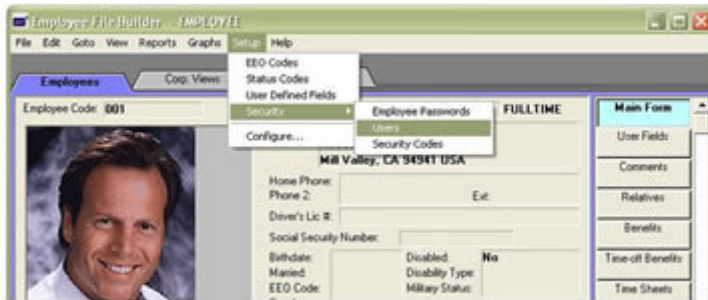 Employee File Builder - EMPLOYEE
File Edit Goto View Reports Graphs Setup Help
EEO Codes
Status Codes
User Defined Fields
Security
Configure...
Employee Passwords
Users
Security Codes
Employees Corp. Views
Employee Code: 001
FULLTIME
Mill Valley, CA 94941 USA
Home Phone:
Phone 2: Ext:
Driver's Lic #:
Social Security Number:
Birthdate: Disabled: No
Married: Disability Type:
EEO Code: Military Status:
Main Form
User Fields
Comments
Relatives
Benefits
Time-off Benefits
Time Sheets